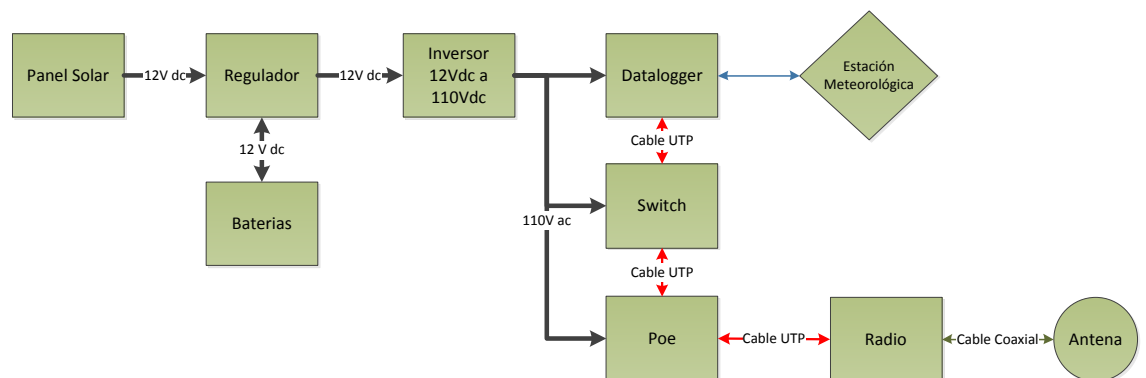 Panel Solar
12V dc
Regulador
12V dc
Inversor
12Vdc a
110Vdc
Datalogger
Estación
Meteorológica
12 V dc
Cable UTP
Baterias
Switch
110V ac
Cable UTP
Poe
Cable UTP
Radio
Cable Coaxial
Antena